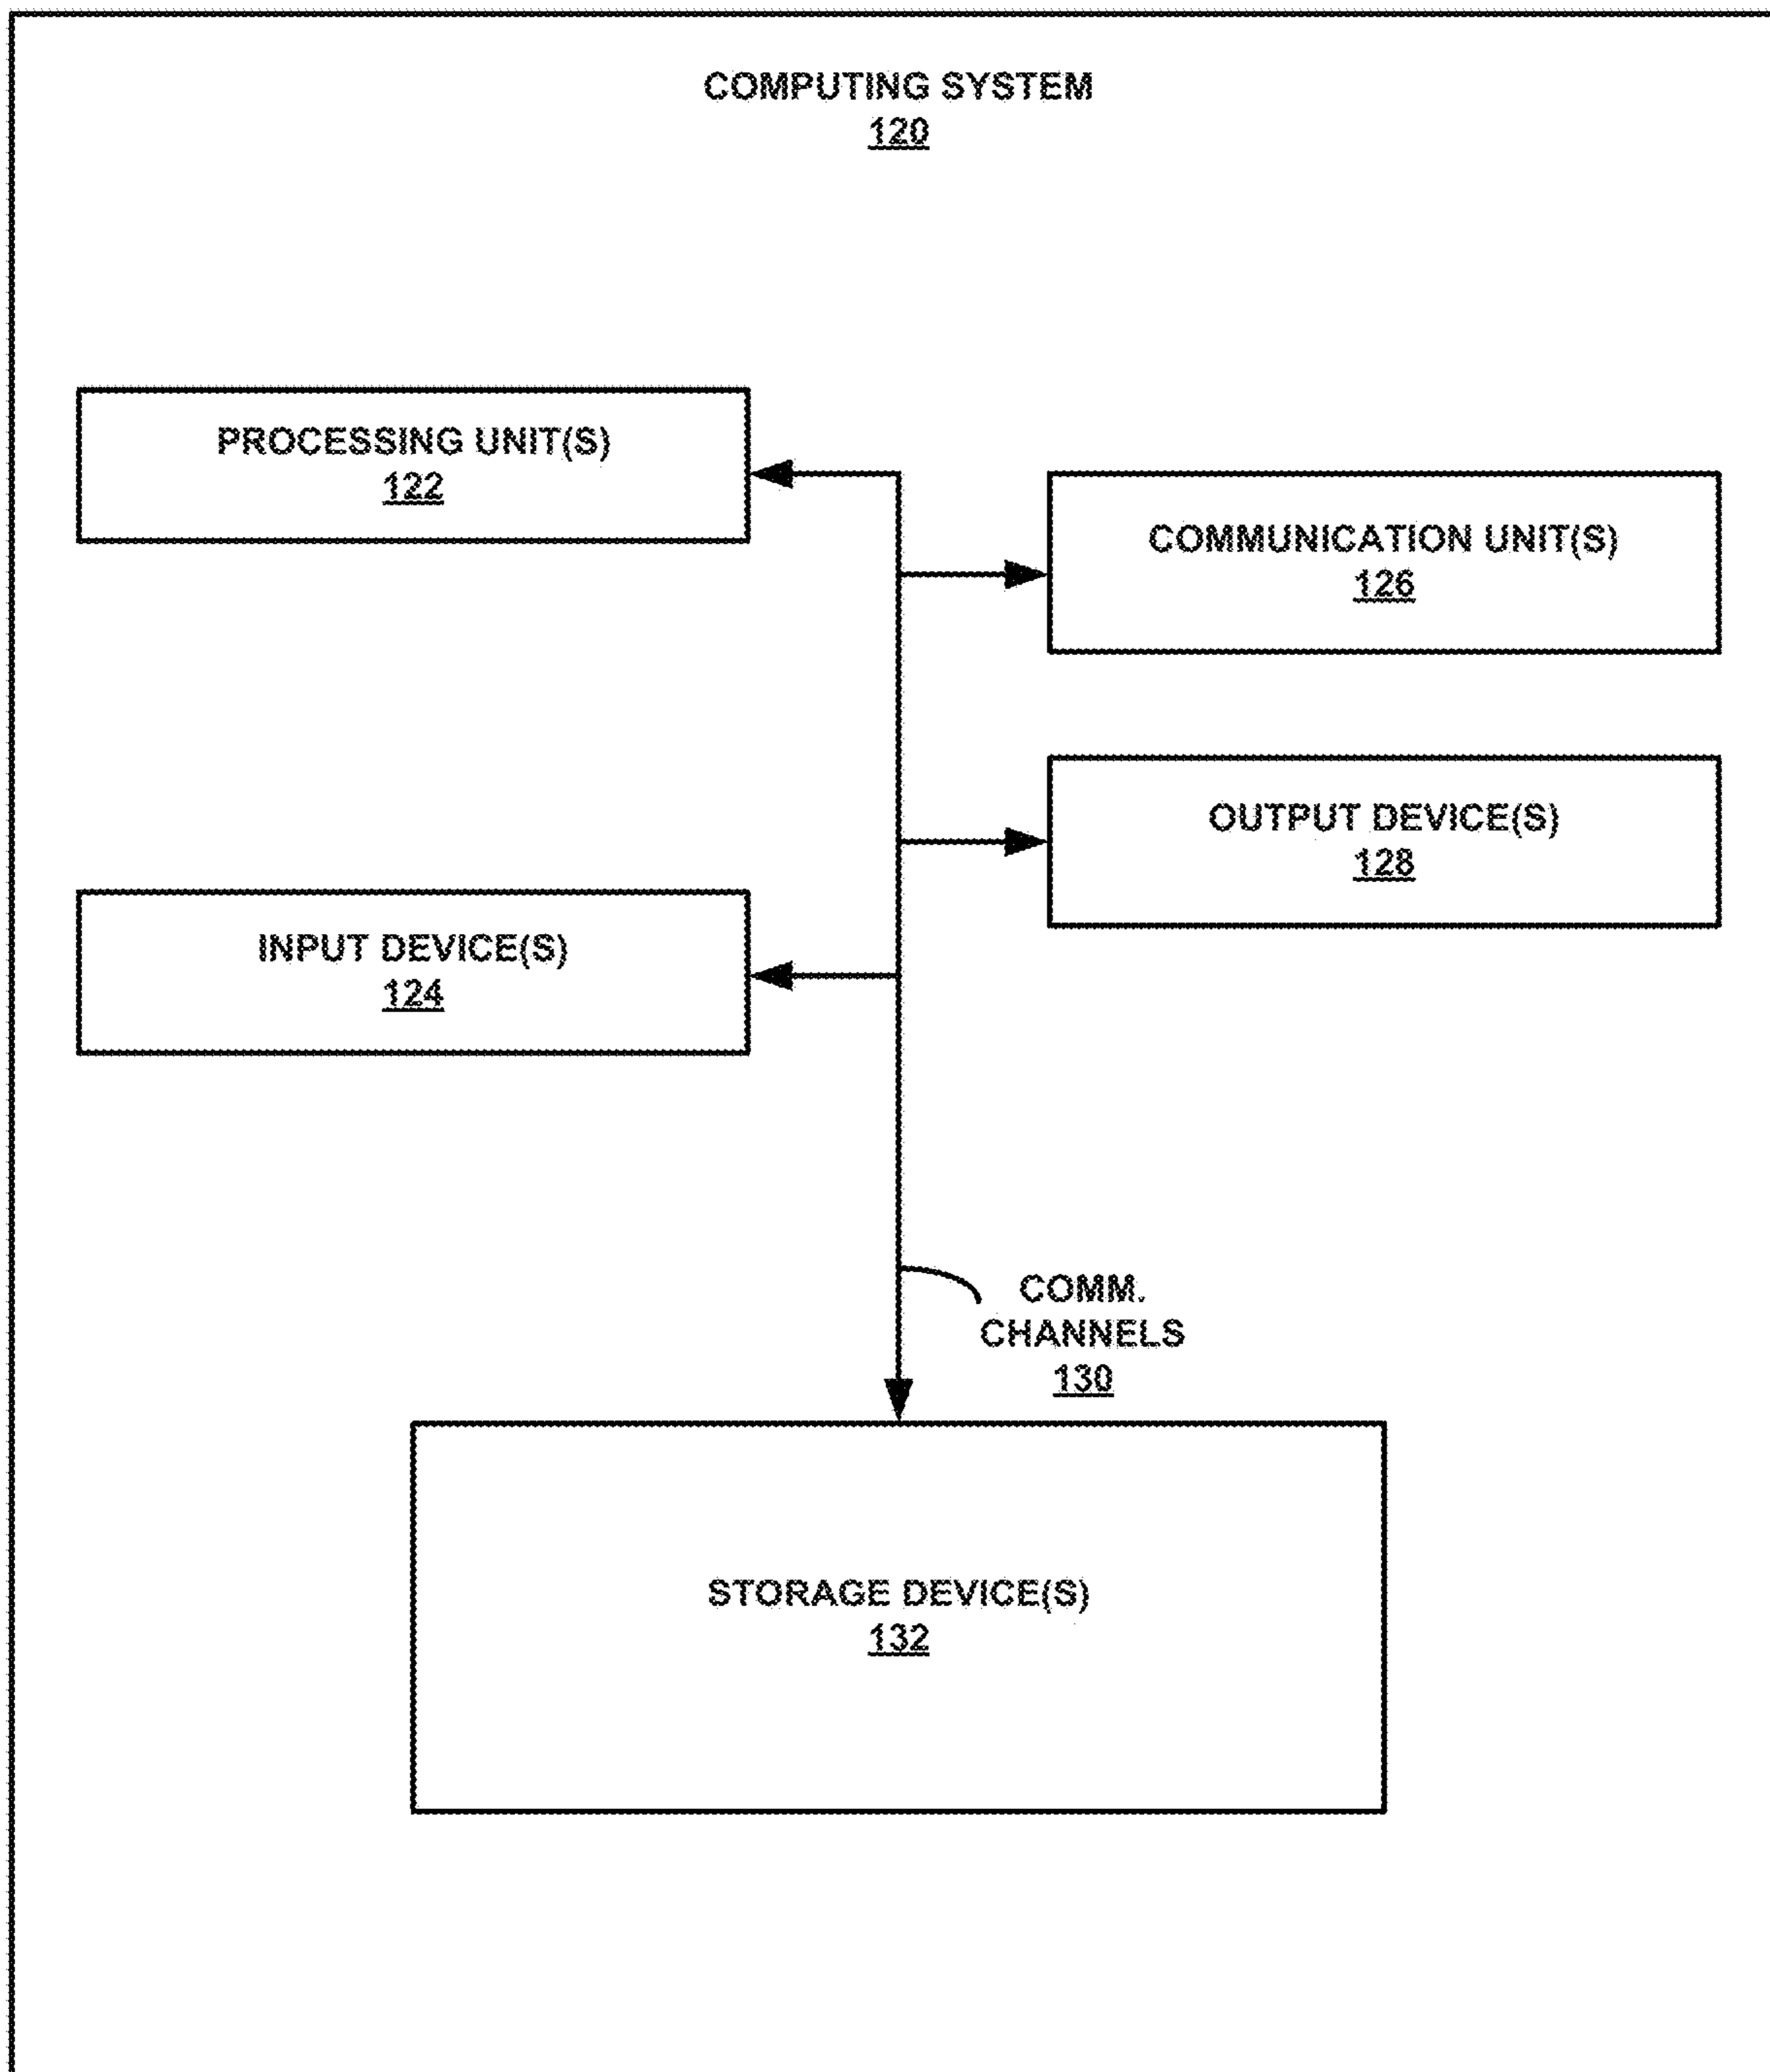 COMPUTING SYSTEM
120
PROCESSING UNIT(S)
122
COMMUNICATION UNIT(S)
126
OUTPUT DEVICE(S)
128
INPUT DEVICE(S)
124
COMM.
CHANNELS
130
STORAGE DEVICE(S)
132